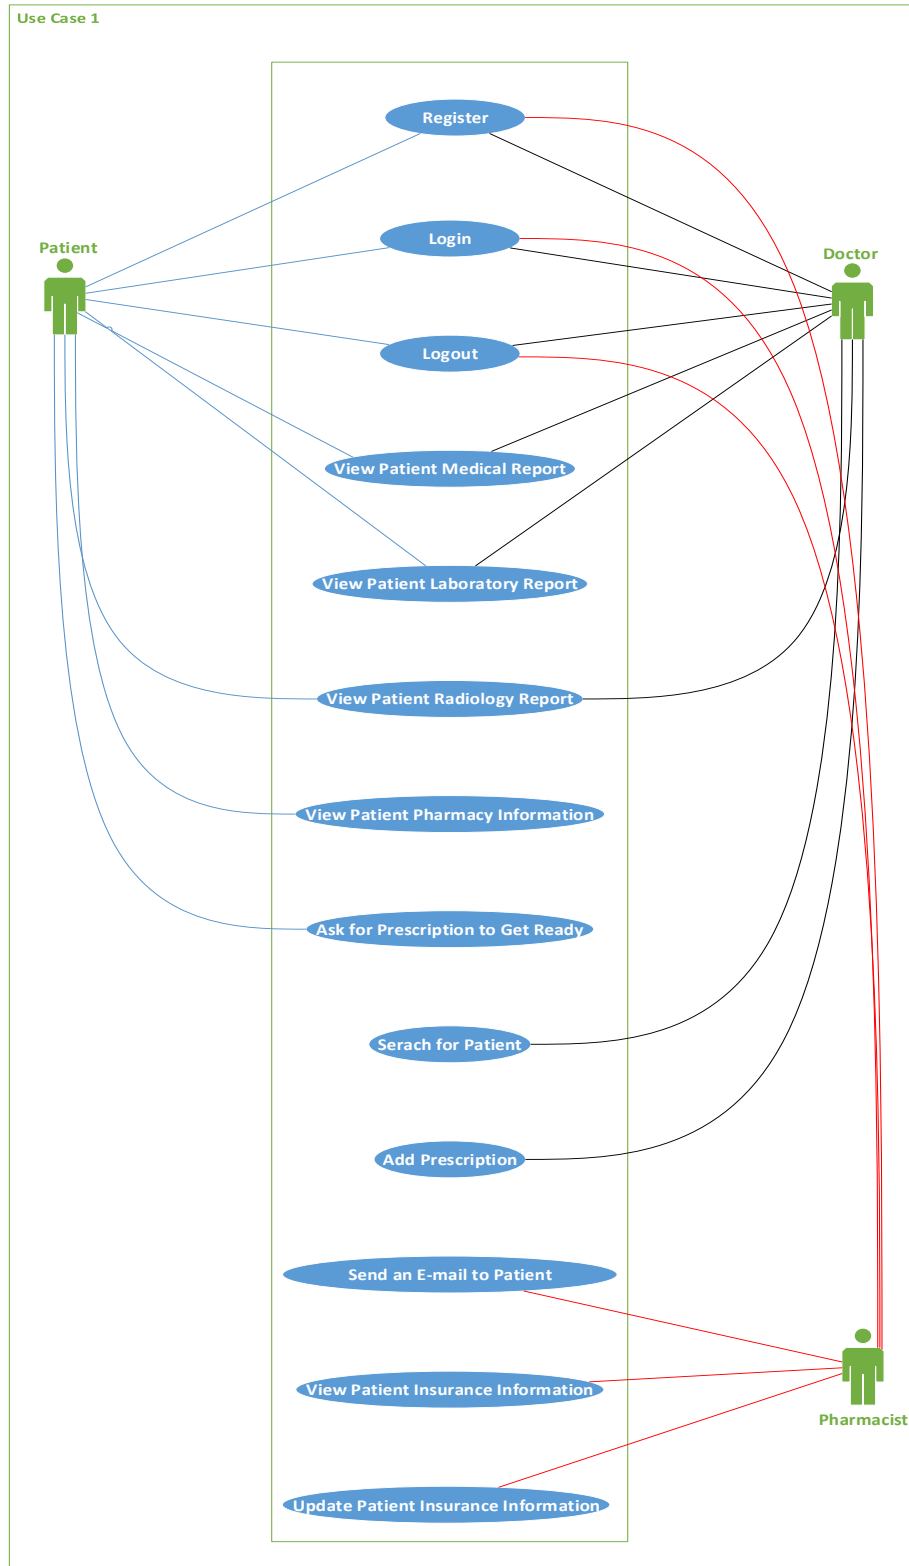 Use Case 1
Register
Login
Patient
Doctor
Logout
View Patient Medical Report
View Patient Laboratory Report
View Patient Radiology Report
View Patient Pharmacy Information
Ask for Prescription to Get Ready
Serach for Patient
Add Prescription
Send an E-mail to Patient
View Patient Insurance Information
Pharmacist
Update Patient Insurance Information